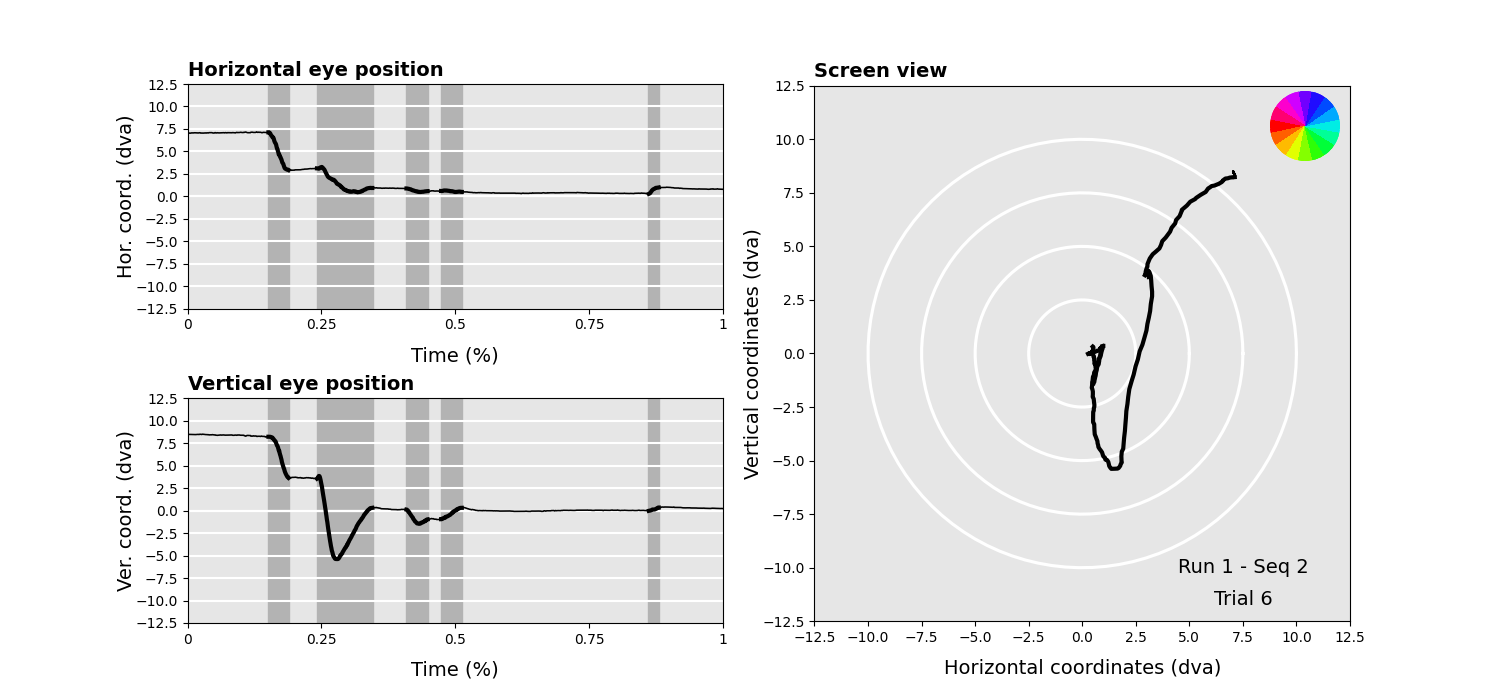 Horizontal eye position
Hor. coord. (dva)
12.5
10.0
7.5
5.0
2.5
0.0
−2.5
−5.0
−7.5
−10.0
−12.5
0 0.25 0.5 0.75 1
Time (%)
Vertical eye position
Ver. coord. (dva)
12.5
10.0
7.5
5.0
2.5
0.0
−2.5
−5.0
−7.5
−10.0
−12.5
0 0.25 0.5 0.75 1
Time (%)
Screen view
Vertical coordinates (dva)
12.5
10.0
7.5
5.0
2.5
0.0
−2.5
−5.0
−7.5
−10.0
−12.5
Run 1 - Seq 2
Trial 6
−12.5 −10.0 −7.5 −5.0 −2.5 0.0 2.5 5.0 7.5 10.0 12.5
Horizontal coordinates (dva)